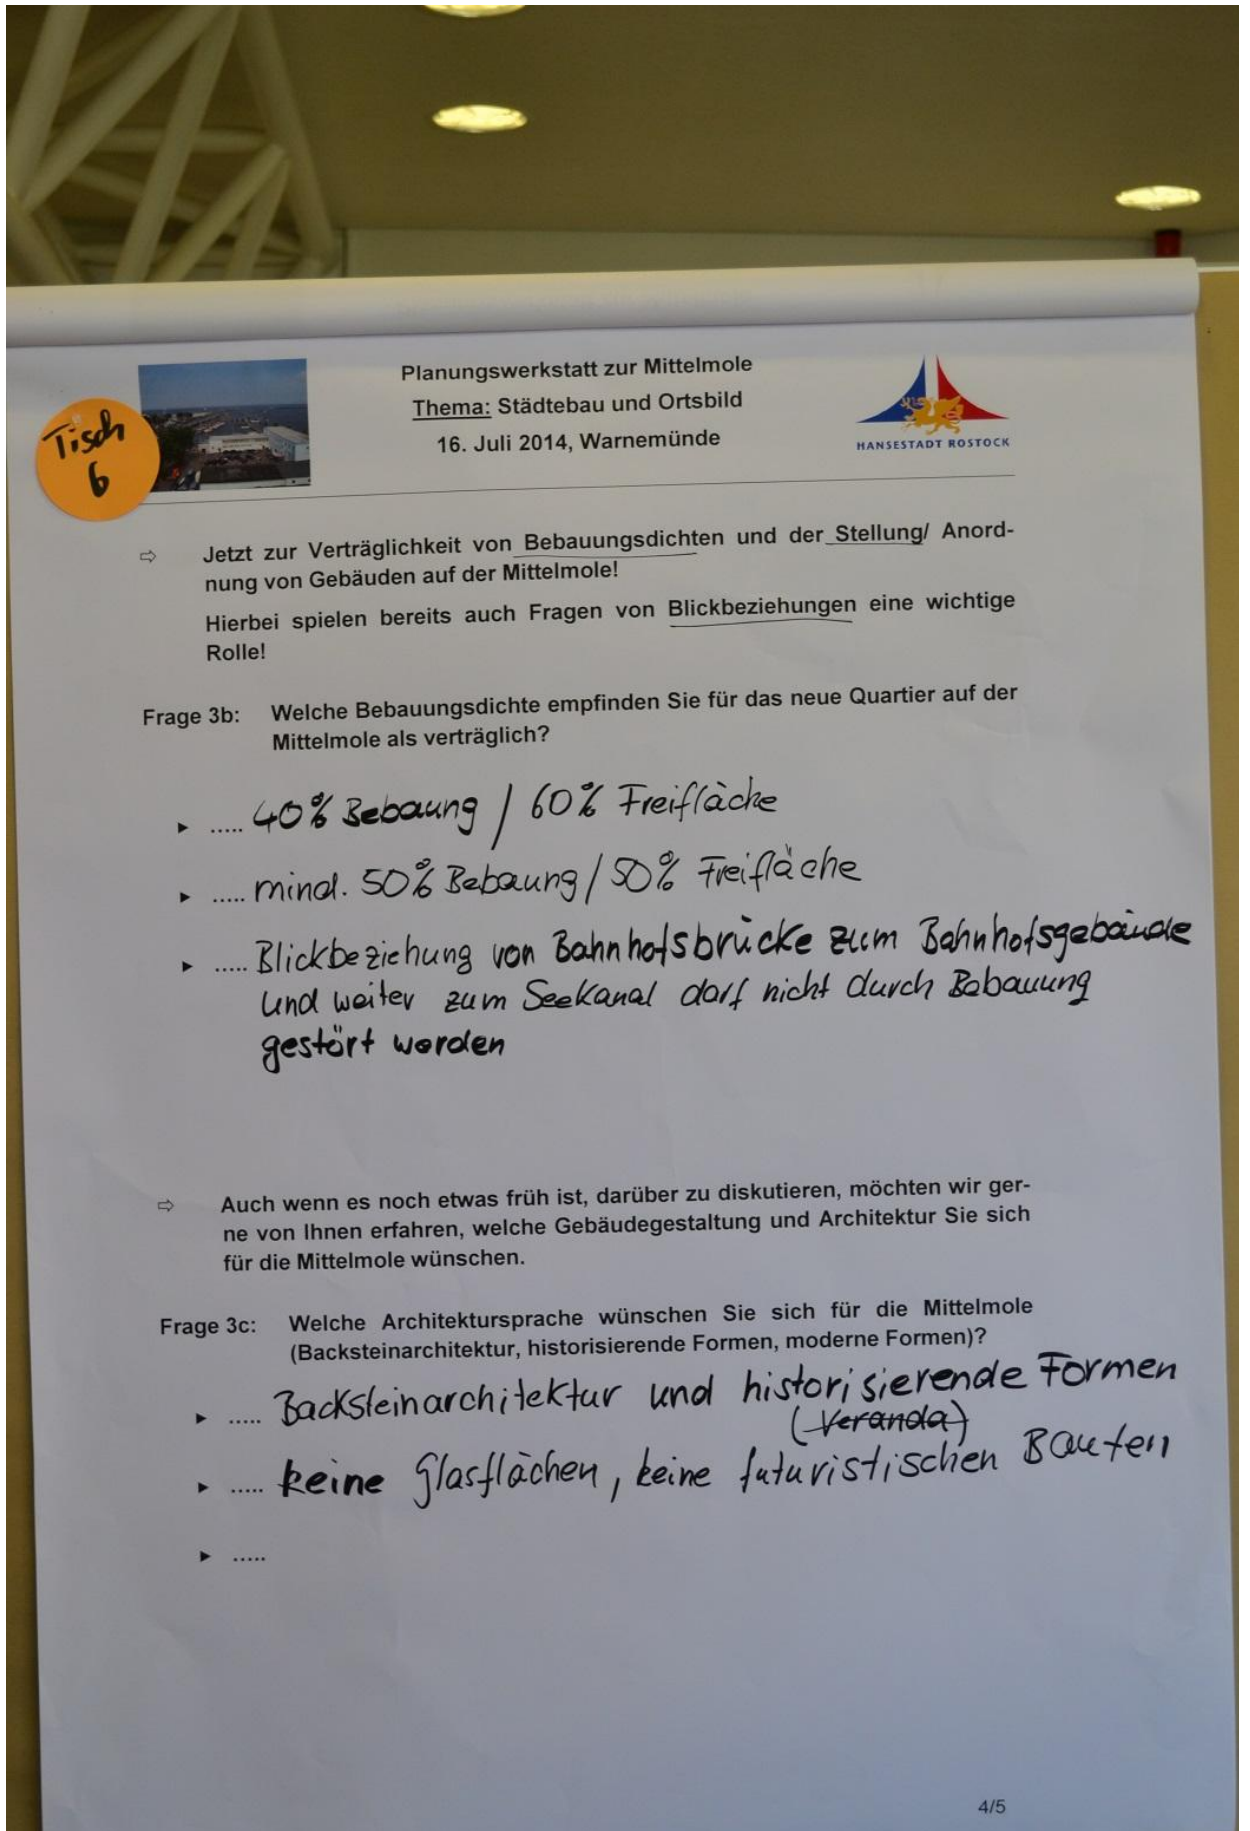 Tisch
6
Planungswerkstatt zur Mittelmole
Thema: Städtebau und Ortsbild
16. Juli 2014, Warnemünde
HANSESTADT ROSTOCK
⇨ Jetzt zur Verträglichkeit von Bebauungsdichten und der Stellung/ Anord-
nung von Gebäuden auf der Mittelmole!
Hierbei spielen bereits auch Fragen von Blickbeziehungen eine wichtige
Rolle!
Frage 3b: Welche Bebauungsdichte empfinden Sie für das neue Quartier auf der
Mittelmole als verträglich?
▸ ..... 40% Bebaung / 60% Freifläche
▸ ..... mind. 50% Bebaung / 50% Freifläche
▸ ..... Blickbeziehung von Bahnhofsbrücke zum Bahnhofsgebäude
und weiter zum Seekanal darf nicht durch Bebauung
gestört werden
⇨ Auch wenn es noch etwas früh ist, darüber zu diskutieren, möchten wir ger-
ne von Ihnen erfahren, welche Gebäudegestaltung und Architektur Sie sich
für die Mittelmole wünschen.
Frage 3c: Welche Architektursprache wünschen Sie sich für die Mittelmole
(Backsteinarchitektur, historisierende Formen, moderne Formen)?
▸ ..... Backsteinarchitektur und historisierende Formen
(Veranda)
▸ ..... keine Glasflächen, keine futuristischen Bauten
▸ .....
4/5